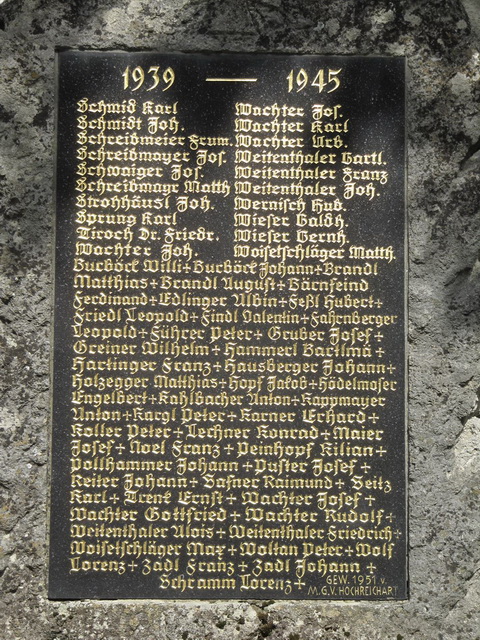 1939 — 1945
Schmid Karl
Schmidt Joh.
Schreibmeier Frum.
Schreibmayer Jos.
Schwaiger Jos.
Schreibmayr Matth
Strohhäusl Joh.
Sprung Karl
Tiroch Dr. Friedr.
Wachter Joh.
Wachter Jos.
Wachter Karl
Wachter Urb.
Weitenthaler Bartl.
Weitenthaler Franz
Weitenthaler Joh.
Wernisch Hub.
Wieser Baldh.
Wieser Bernh.
Woisetschläger Matth.
Burböck Willi+Burböck Johann+Brandl
Matthias+Brandl August+Bärnfeind
Ferdinand+Edlinger Albin+Feßl Hubert+
Friedl Leopold+Findl Valentin+Fahrnberger
Leopold+Führer Peter+Gruber Josef+
Greiner Wilhelm+Hammerl Bartlmä+
Hartinger Franz+Hausberger Johann+
Holzegger Matthias+Hopf Jakob+Hödelmoser
Engelbert+Kahlbacher Anton+Kappmayer
Anton+Kargl Peter+Karner Erhard+
Koller Peter+Lechner Konrad+Maier
Josef+Noel Franz+Peinhopf Kilian+
Pollhammer Johann+Puster Josef+
Reiter Johann+Safner Raimund+Seitz
Karl+Trenk Ernst+Wachter Josef+
Wachter Gottfried+Wachter Rudolf+
Weitenthaler Alois+Weitenthaler Friedrich+
Woisetschläger Max+Woltan Peter+Wolf
Lorenz+Zadl Franz+Zadl Johann+
Schramm Lorenz+
GEW. 1951 v.
M.G.V. HOCHREICHART